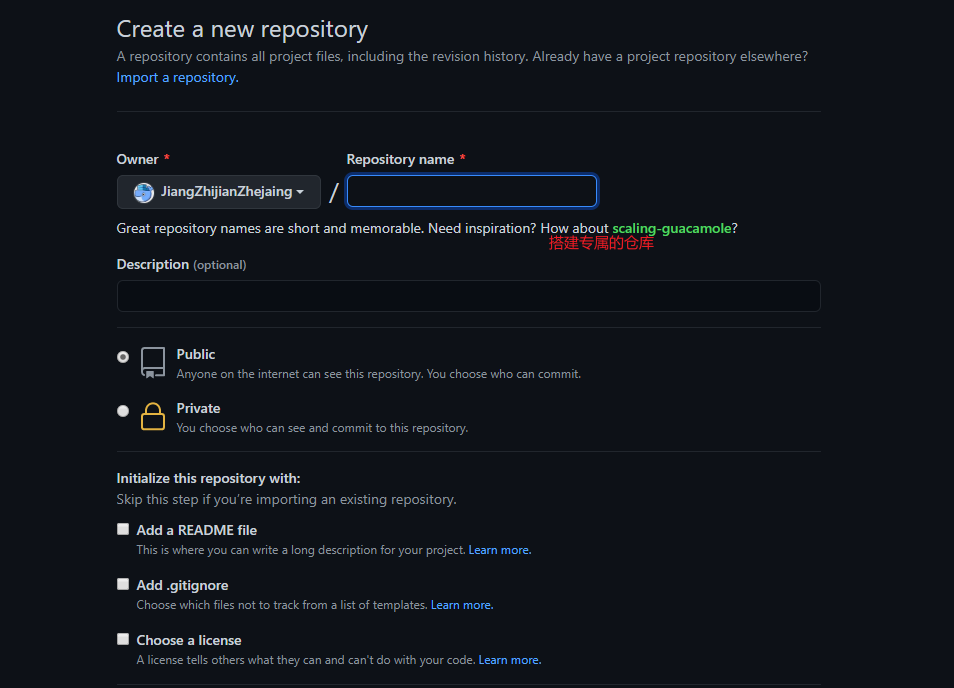 Create a new repository
A repository contains all project files, including the revision history. Already have a project repository elsewhere?
Import a repository.
Owner * Repository name *
JiangZhijianZhejaing /
Great repository names are short and memorable. Need inspiration? How about scaling-guacamole?
搭建专属的仓库
Description (optional)
Public
Anyone on the internet can see this repository. You choose who can commit.
Private
You choose who can see and commit to this repository.
Initialize this repository with:
Skip this step if you're importing an existing repository.
Add a README file
This is where you can write a long description for your project. Learn more.
Add .gitignore
Choose which files not to track from a list of templates. Learn more.
Choose a license
A license tells others what they can and can't do with your code. Learn more.